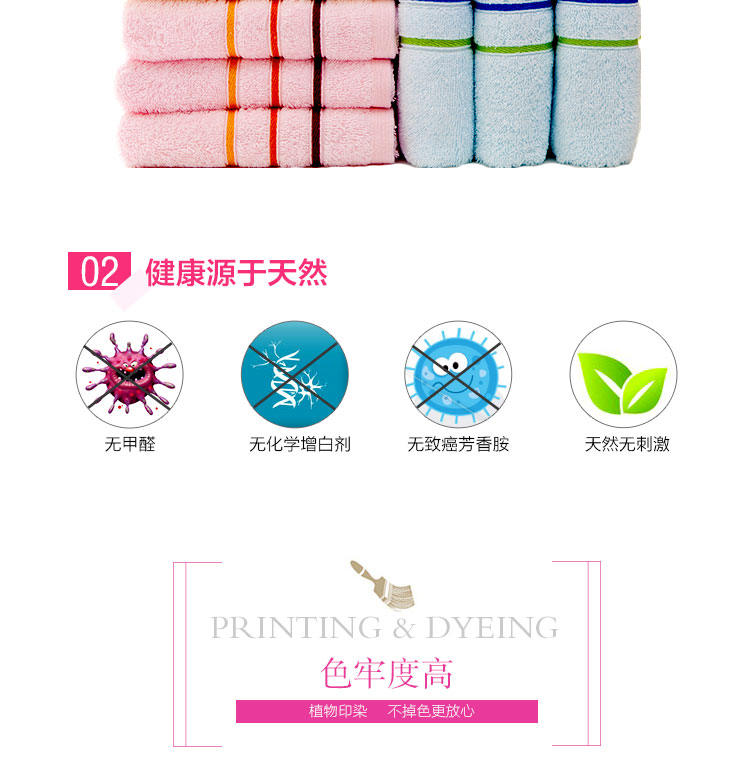 02 健康源于天然
无甲醛 无化学增白剂 无致癌芳香胺 天然无刺激
PRINTING & DYEING
色牢度高
植物印染 不掉色更放心